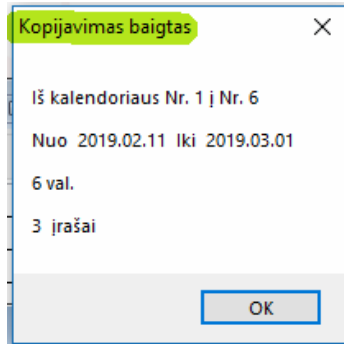 Kopijavimas baigtas
Iš kalendoriaus Nr. 1 į Nr. 6
Nuo 2019.02.11 Iki 2019.03.01
6 val.
3 įrašai
OK